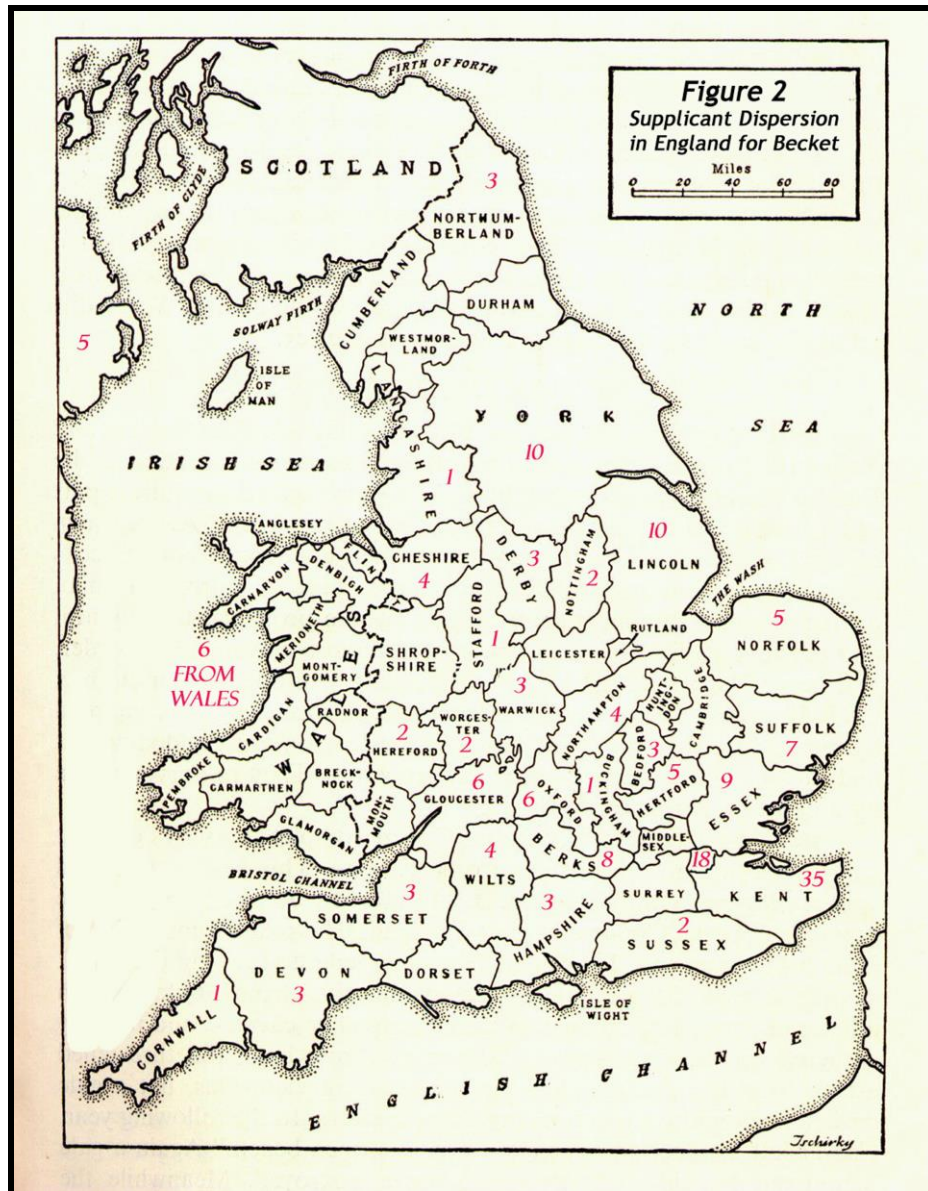 Figure 2
Supplicant Dispersion
in England for Becket
Miles
0 20 40 60 80
FIRTH OF FORTH
SCOTLAND
3
FIRTH OF CLYDE
NORTHUM-
BERLAND
CUMBERLAND
DURHAM
NORTH
SEA
5
SOLWAY FIRTH
WESTMOR-
LAND
ISLE
OF
MAN
LANCASHIRE
1
YORK
10
IRISH SEA
ANGLESEY
FLINT
CHESHIRE
4
DERBY
3
NOTTINGHAM
2
10
LINCOLN
THE WASH
CARNARVON
DENBIGH
MERIONETH
STAFFORD
1
RUTLAND
5
NORFOLK
6
FROM
WALES
MONT-
GOMERY
SHROP-
SHIRE
LEICESTER
3
WARWICK
NORTHAMPTON
4
HUNT-
INGDON
CAMBRIDGE
SUFFOLK
7
WALES
RADNOR
CARDIGAN
2
HEREFORD
WORCES-
TER
2
BEDFORD
3
PEMBROKE
CARMARTHEN
BRECK-
NOCK
MON-
MOUTH
6
GLOUCESTER
6
OXFORD
1
BUCKINGHAM
5
HERTFORD
9
ESSEX
GLAMORGAN
MIDDLE-
SEX
BERKS
8
18
35
KENT
BRISTOL CHANNEL
4
WILTS
SURREY
3
SOMERSET
3
HAMPSHIRE
2
SUSSEX
DEVON
3
DORSET
ISLE OF
WIGHT
1
CORNWALL
ENGLISH CHANNEL
Tschirky